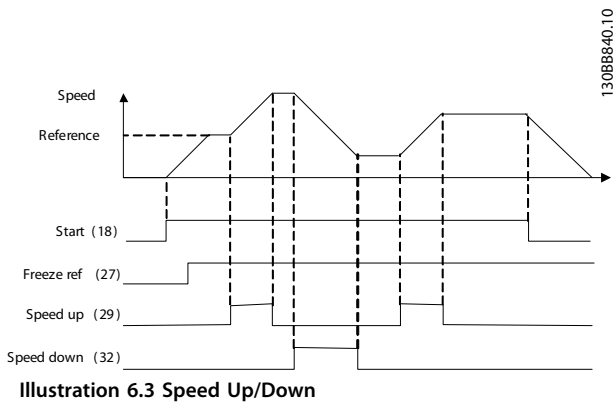 130BB840.10
Speed
Reference
Start (18)
Freeze ref (27)
Speed up (29)
Speed down (32)
Illustration 6.3 Speed Up/Down